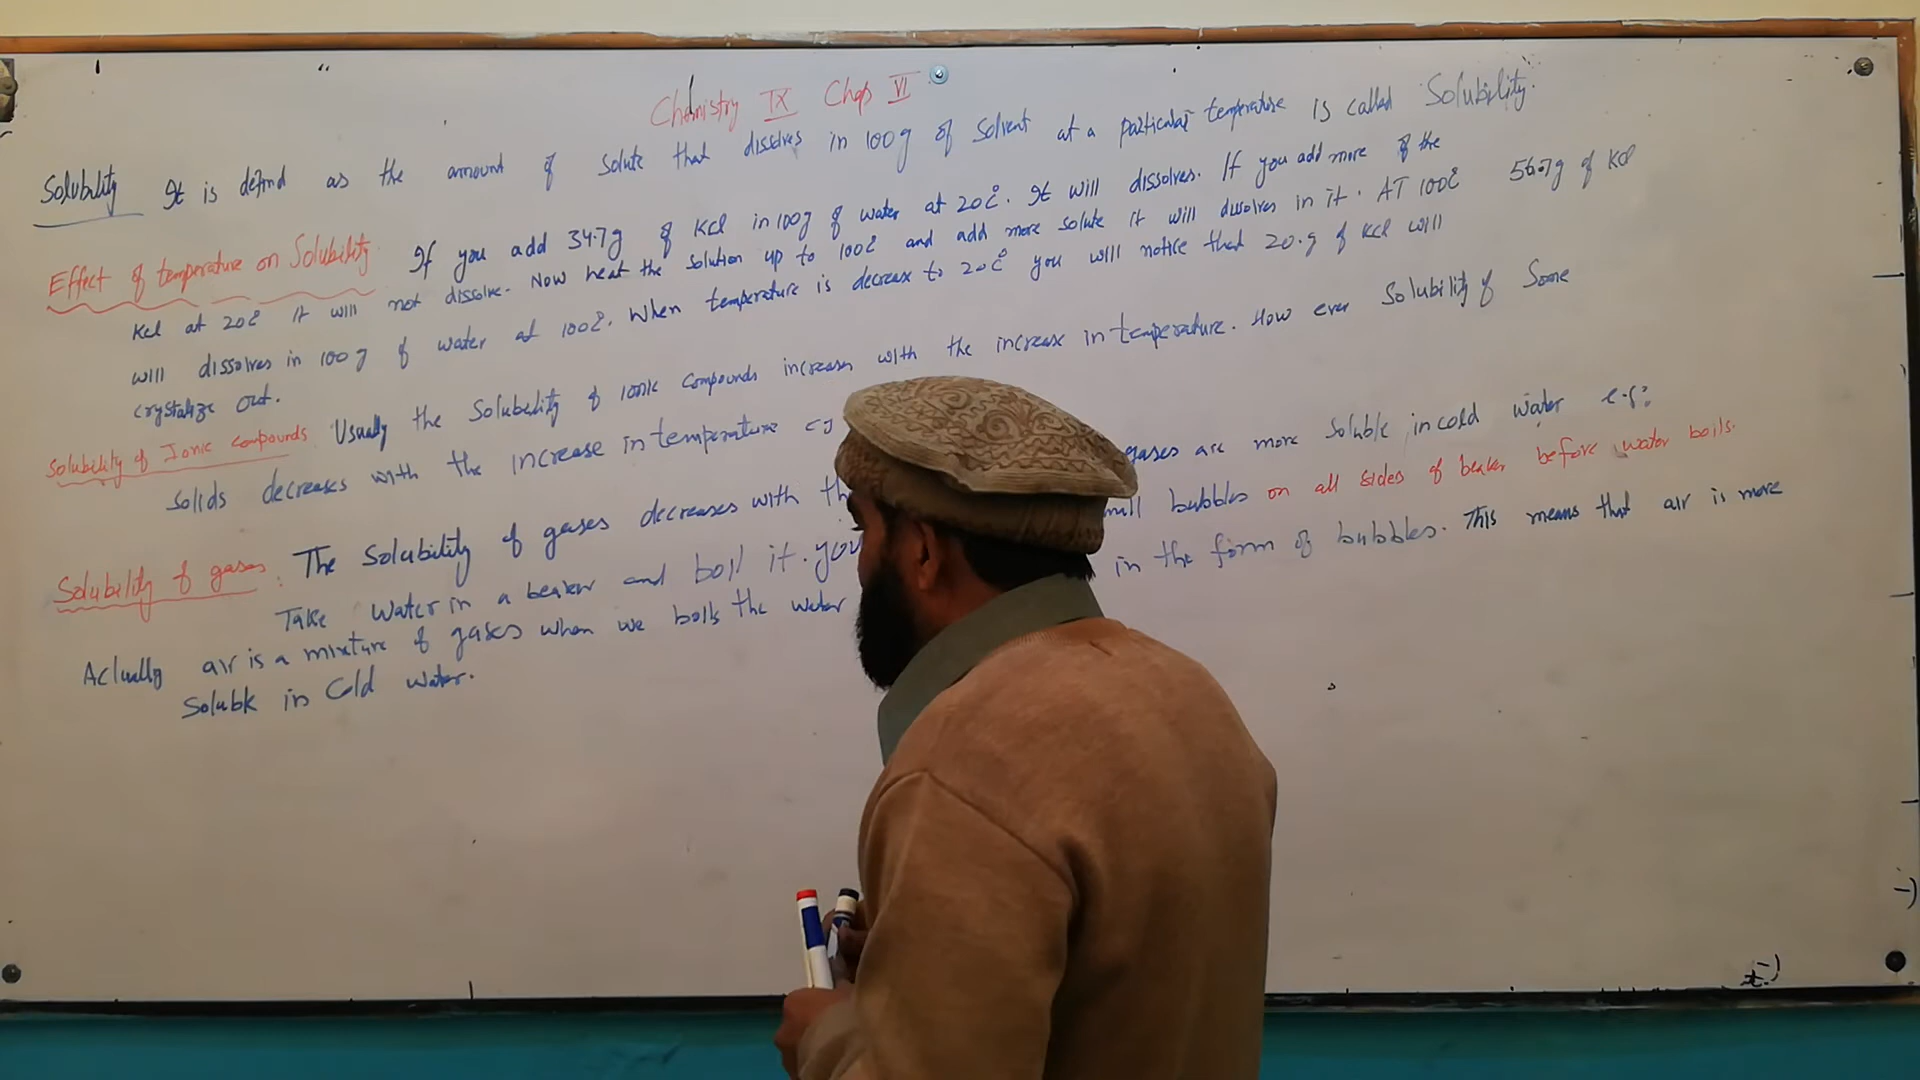 Chemistry IX Chap VI
Solubility It is defind as the amount of solute that dissolves in 100g of solvent at a particular temperature is called Solubility.
Effect of temperature on Solubility If you add 34.7g of KCl in 100g of water at 20C°. It will dissolves. If you add more of the
KCl at 20C° it will not dissolve. Now heat the solution up to 100C° and add more solute it will dissolves in it. AT 100C° 56.7g of KCl
will dissolves in 100g of water at 100C°. When temperature is decrease to 20C° you will notice that 20.g of KCl will
crystalize out.
Solubility of Ionic compounds Usually the Solubility of ionic compounds increases with the increase in temperature. How ever Solubility of Some
Solids decreases with the increase in temperature eg
Solubility of gases: The Solubility of gases decreases with th gases are more soluble in cold water e.g:
Take Water in a beaker and boil it. you bubbles on all sides of beaker before water boils.
Actually air is a mixture of gases when we boils the water in the form of bubbles. This means that air is more
Soluble in Cold water.